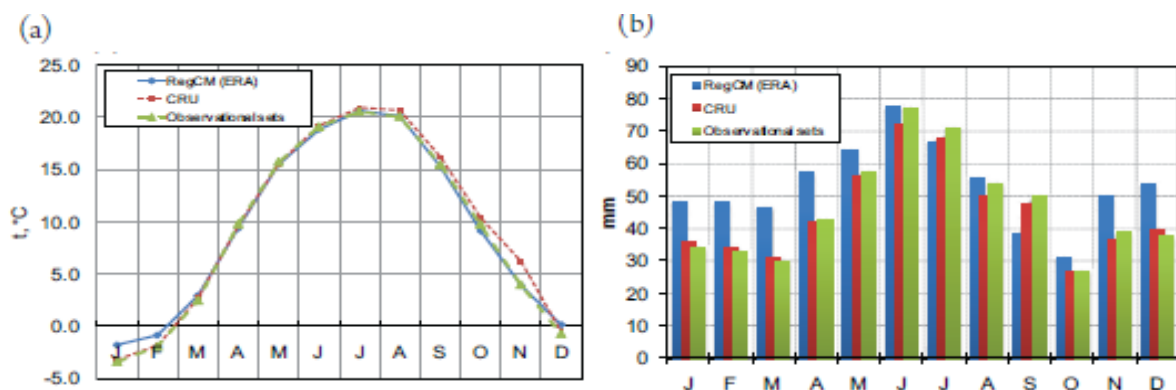 (a)
25.0
20.0
15.0
10.0
5.0
0.0
-5.0
t, °C
RegCM (ERA)
CRU
Observational sets
J F M A M J J A S O N D
(b)
90
80
70
60
50
40
30
20
10
0
mm
RegCM (ERA)
CRU
Observational sets
J F M A M J J A S O N D